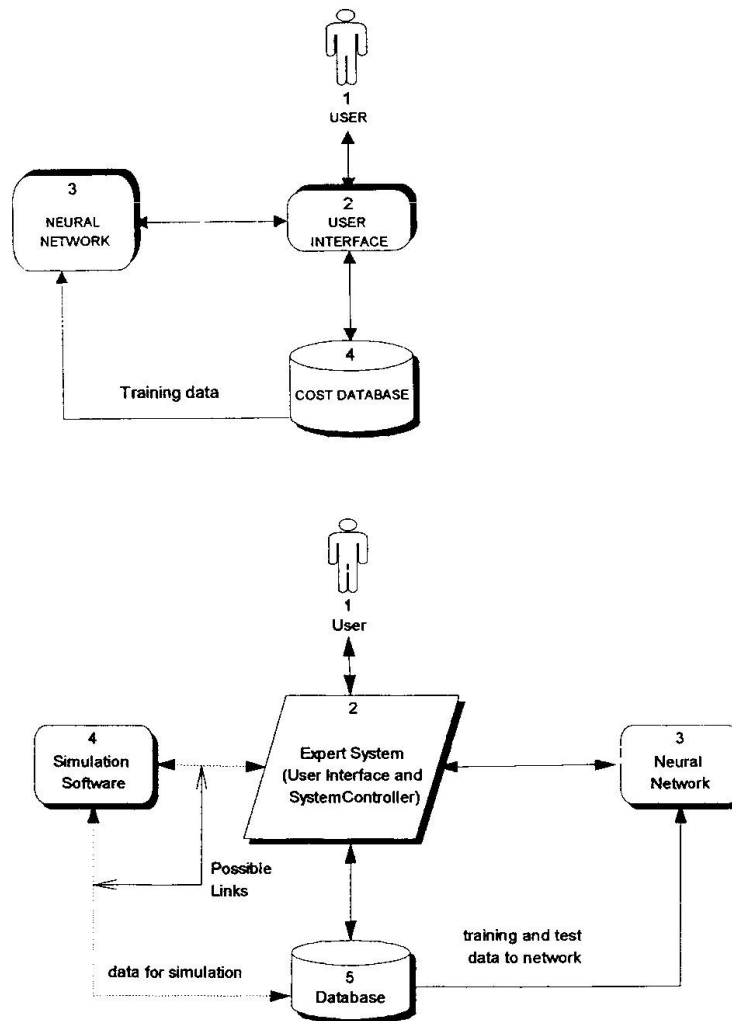 1
USER
3
NEURAL
NETWORK
2
USER
INTERFACE
4
COST DATABASE
Training data
1
User
2
Expert System
(User Interface and
SystemController)
4
Simulation
Software
3
Neural
Network
Possible
Links
training and test
data to network
data for simulation
5
Database